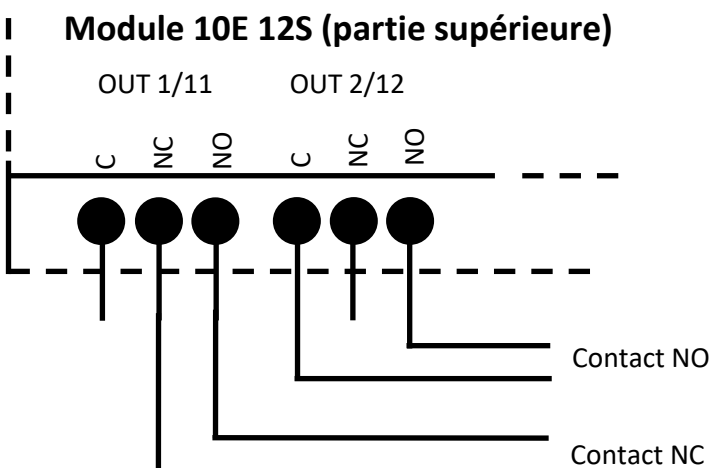 Module 10E 12S (partie supérieure)
OUT 1/11 OUT 2/12
C NC NO C NC NO
Contact NO
Contact NC